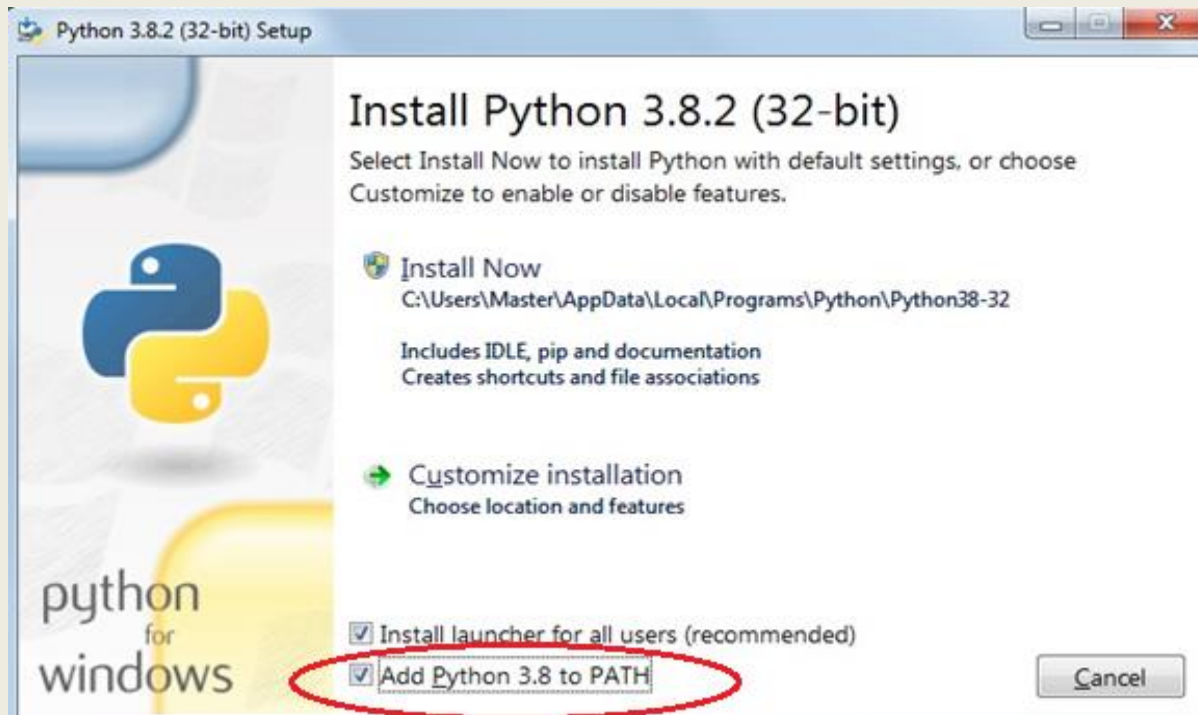 Python 3.8.2 (32-bit) Setup
Install Python 3.8.2 (32-bit)
Select Install Now to install Python with default settings, or choose
Customize to enable or disable features.
Install Now
C:\Users\Master\AppData\Local\Programs\Python\Python38-32
Includes IDLE, pip and documentation
Creates shortcuts and file associations
Customize installation
Choose location and features
python
for
windows
Install launcher for all users (recommended)
Add Python 3.8 to PATH
Cancel